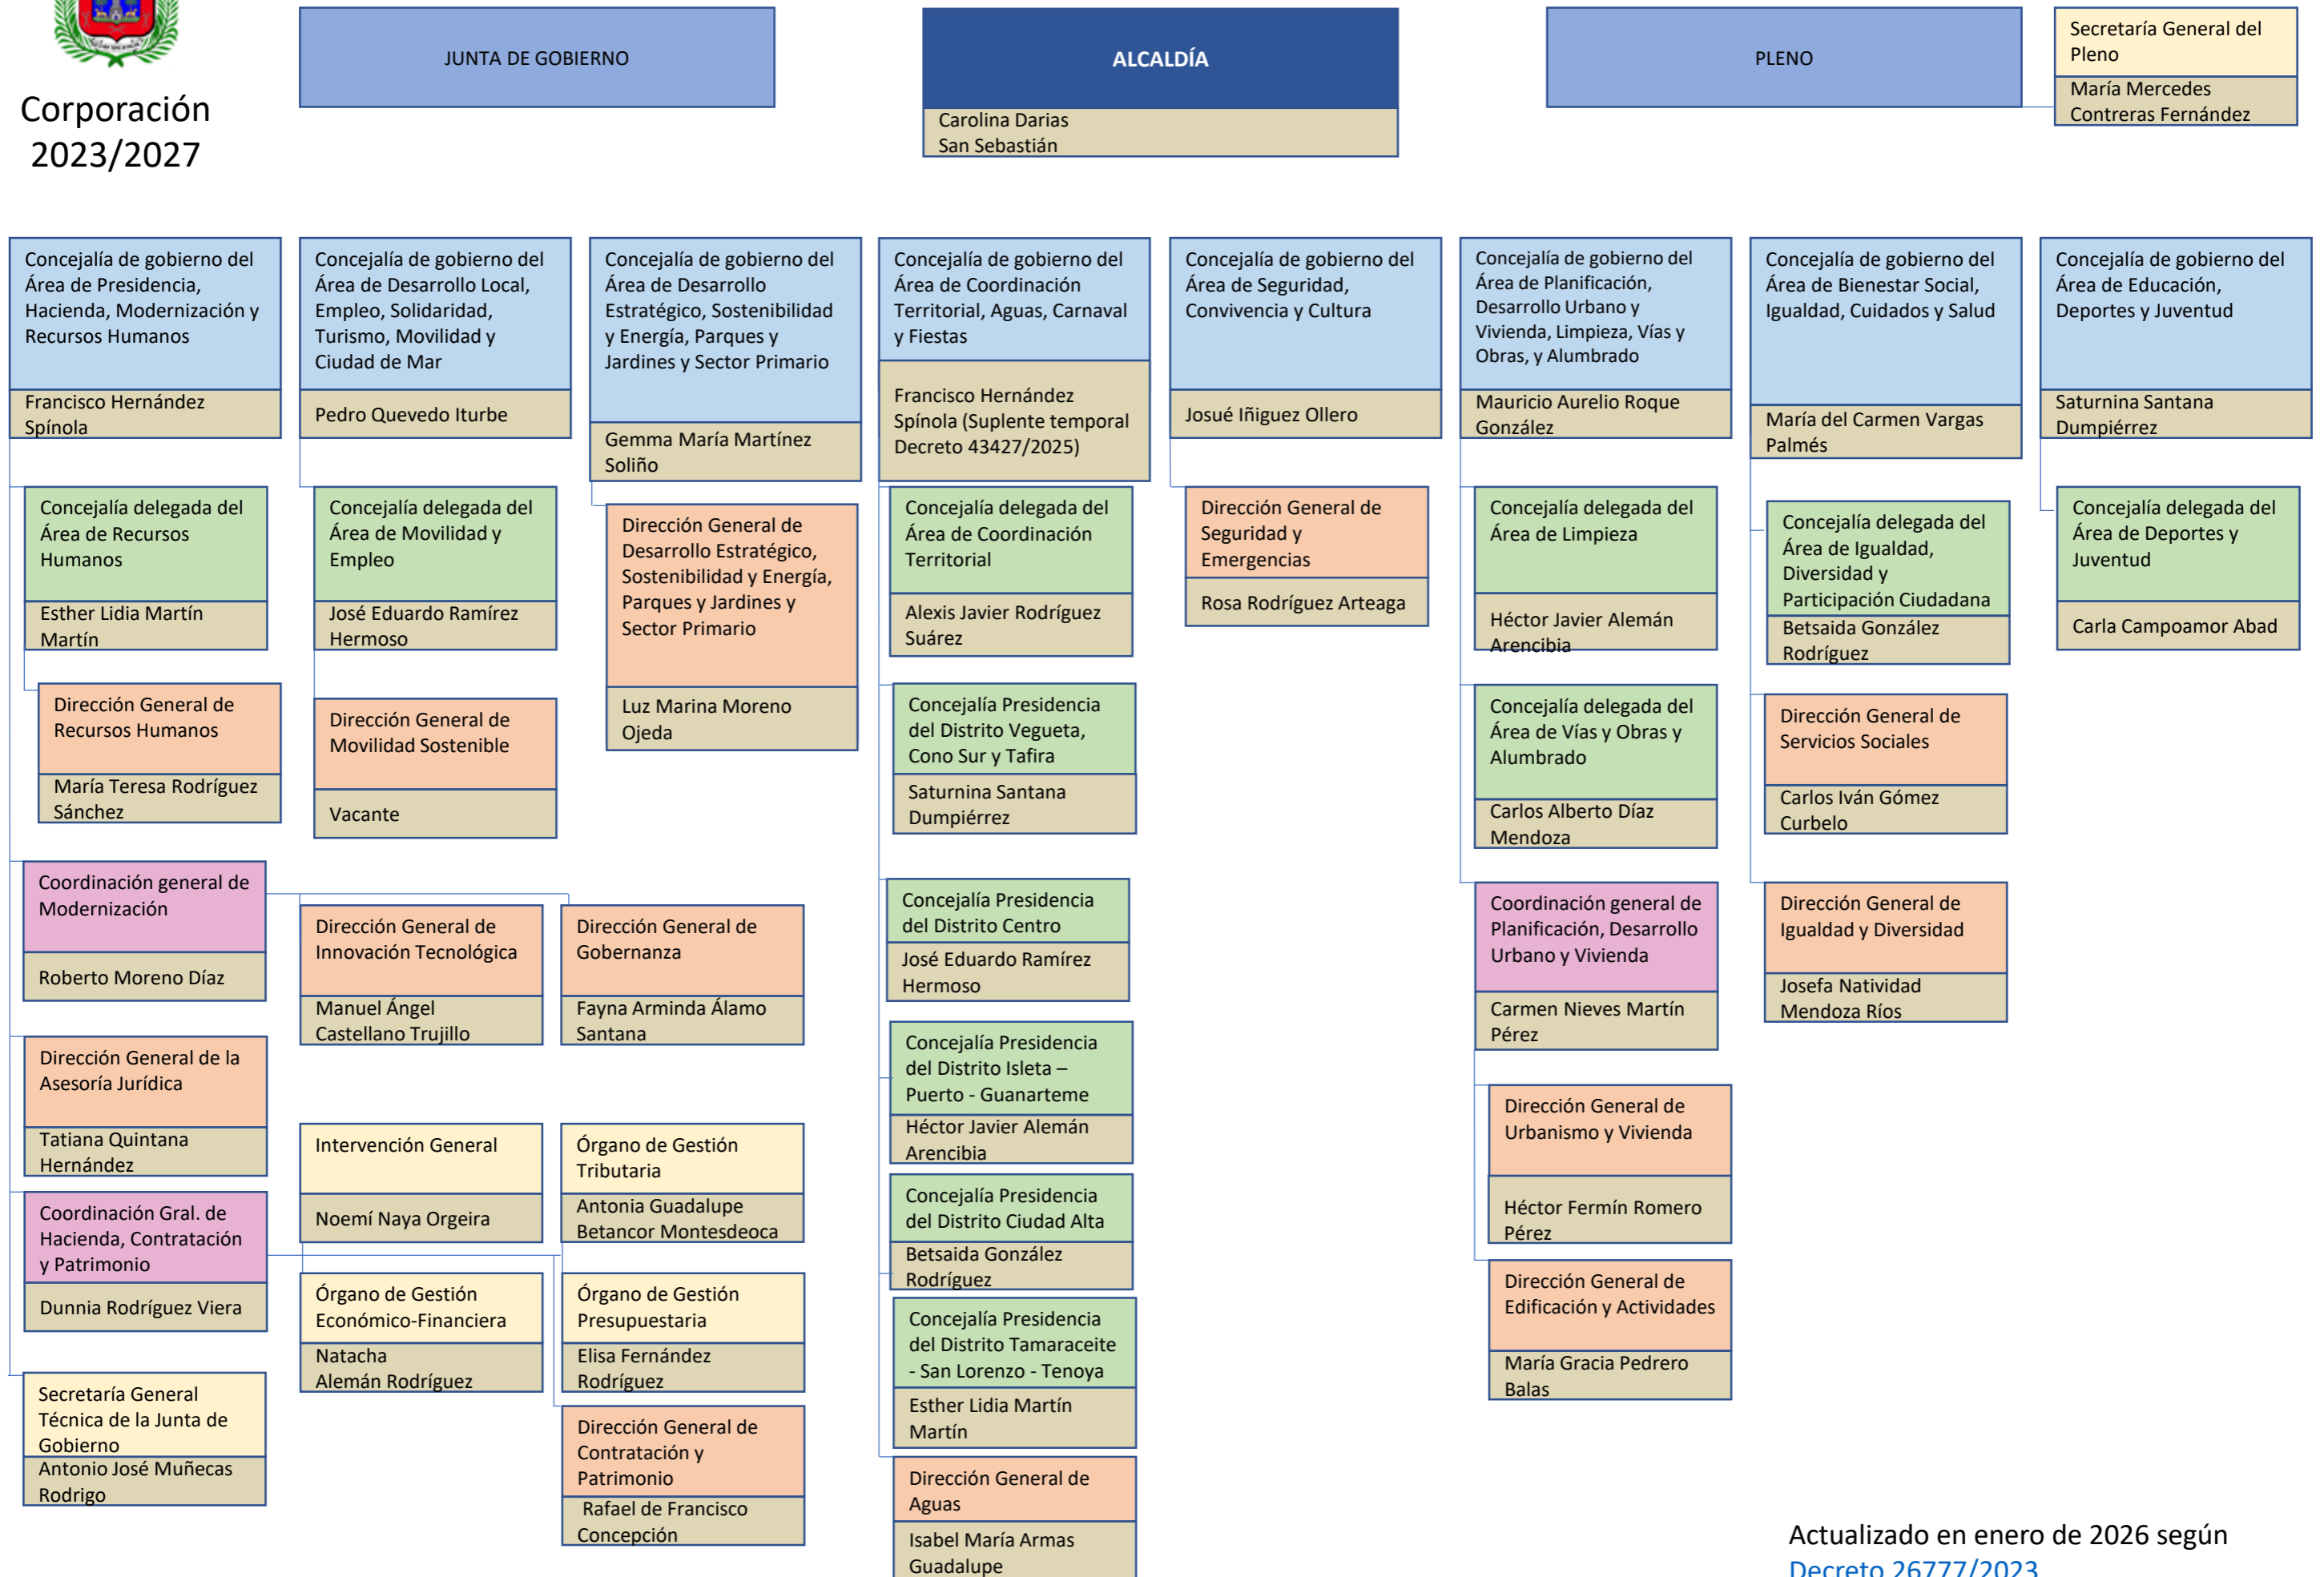 Corporación
2023/2027
JUNTA DE GOBIERNO
ALCALDÍA
Carolina Darias
San Sebastián
PLENO
Secretaría General del
Pleno
María Mercedes
Contreras Fernández
Concejalía de gobierno del
Área de Presidencia,
Hacienda, Modernización y
Recursos Humanos
Francisco Hernández
Spínola
Concejalía delegada del
Área de Recursos
Humanos
Esther Lidia Martín
Martín
Dirección General de
Recursos Humanos
María Teresa Rodríguez
Sánchez
Coordinación general de
Modernización
Roberto Moreno Díaz
Dirección General de
Innovación Tecnológica
Manuel Ángel
Castellano Trujillo
Dirección General de
Gobernanza
Fayna Arminda Álamo
Santana
Dirección General de la
Asesoría Jurídica
Tatiana Quintana
Hernández
Coordinación Gral. de
Hacienda, Contratación
y Patrimonio
Dunnia Rodríguez Viera
Intervención General
Noemí Naya Orgeira
Órgano de Gestión
Tributaria
Antonia Guadalupe
Betancor Montesdeoca
Órgano de Gestión
Económico-Financiera
Natacha
Alemán Rodríguez
Órgano de Gestión
Presupuestaria
Elisa Fernández
Rodríguez
Dirección General de
Contratación y
Patrimonio
Rafael de Francisco
Concepción
Secretaría General
Técnica de la Junta de
Gobierno
Antonio José Muñecas
Rodrigo
Concejalía de gobierno del
Área de Desarrollo Local,
Empleo, Solidaridad,
Turismo, Movilidad y
Ciudad de Mar
Pedro Quevedo Iturbe
Concejalía delegada del
Área de Movilidad y
Empleo
José Eduardo Ramírez
Hermoso
Dirección General de
Movilidad Sostenible
Vacante
Concejalía de gobierno del
Área de Desarrollo
Estratégico, Sostenibilidad
y Energía, Parques y
Jardines y Sector Primario
Gemma María Martínez
Soliño
Dirección General de
Desarrollo Estratégico,
Sostenibilidad y Energía,
Parques y Jardines y
Sector Primario
Luz Marina Moreno
Ojeda
Concejalía de gobierno del
Área de Coordinación
Territorial, Aguas, Carnaval
y Fiestas
Francisco Hernández
Spínola (Suplente temporal
Decreto 43427/2025)
Concejalía delegada del
Área de Coordinación
Territorial
Alexis Javier Rodríguez
Suárez
Concejalía Presidencia
del Distrito Vegueta,
Cono Sur y Tafira
Saturnina Santana
Dumpiérrez
Concejalía Presidencia
del Distrito Centro
José Eduardo Ramírez
Hermoso
Concejalía Presidencia
del Distrito Isleta –
Puerto - Guanarteme
Héctor Javier Alemán
Arencibia
Concejalía Presidencia
del Distrito Ciudad Alta
Betsaida González
Rodríguez
Concejalía Presidencia
del Distrito Tamaraceite
- San Lorenzo - Tenoya
Esther Lidia Martín
Martín
Dirección General de
Aguas
Isabel María Armas
Guadalupe
Concejalía de gobierno del
Área de Seguridad,
Convivencia y Cultura
Josué Iñiguez Ollero
Dirección General de
Seguridad y
Emergencias
Rosa Rodríguez Arteaga
Concejalía de gobierno del
Área de Planificación,
Desarrollo Urbano y
Vivienda, Limpieza, Vías y
Obras, y Alumbrado
Mauricio Aurelio Roque
González
Concejalía delegada del
Área de Limpieza
Héctor Javier Alemán
Arencibia
Concejalía delegada del
Área de Vías y Obras y
Alumbrado
Carlos Alberto Díaz
Mendoza
Coordinación general de
Planificación, Desarrollo
Urbano y Vivienda
Carmen Nieves Martín
Pérez
Dirección General de
Urbanismo y Vivienda
Héctor Fermín Romero
Pérez
Dirección General de
Edificación y Actividades
María Gracia Pedrero
Balas
Concejalía de gobierno del
Área de Bienestar Social,
Igualdad, Cuidados y Salud
María del Carmen Vargas
Palmés
Concejalía delegada del
Área de Igualdad,
Diversidad y
Participación Ciudadana
Betsaida González
Rodríguez
Dirección General de
Servicios Sociales
Carlos Iván Gómez
Curbelo
Dirección General de
Igualdad y Diversidad
Josefa Natividad
Mendoza Ríos
Concejalía de gobierno del
Área de Educación,
Deportes y Juventud
Saturnina Santana
Dumpiérrez
Concejalía delegada del
Área de Deportes y
Juventud
Carla Campoamor Abad
Actualizado en enero de 2026 según
Decreto 26777/2023